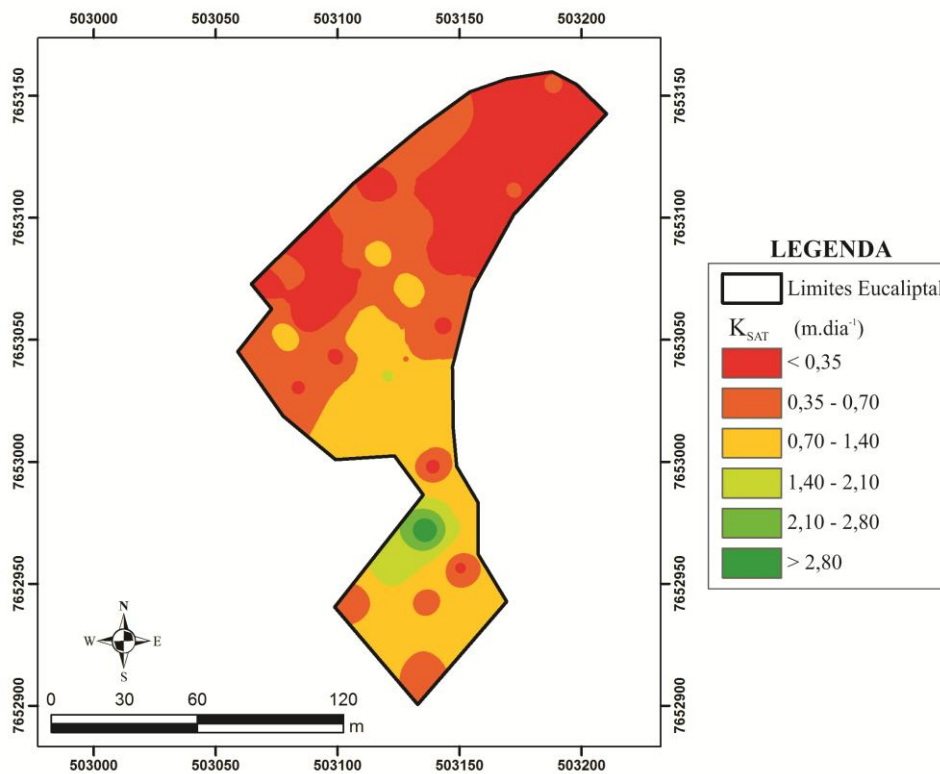 503000 503050 503100 503150 503200
7653150 7653150
7653100 7653100
7653050 7653050
7653000 7653000
7652950 7652950
7652900 7652900
LEGENDA
Limites Eucaliptal
K_SAT (m.dia⁻¹)
< 0,35
0,35 - 0,70
0,70 - 1,40
1,40 - 2,10
2,10 - 2,80
> 2,80
N
W E
S
0 30 60 120
m
503000 503050 503100 503150 503200